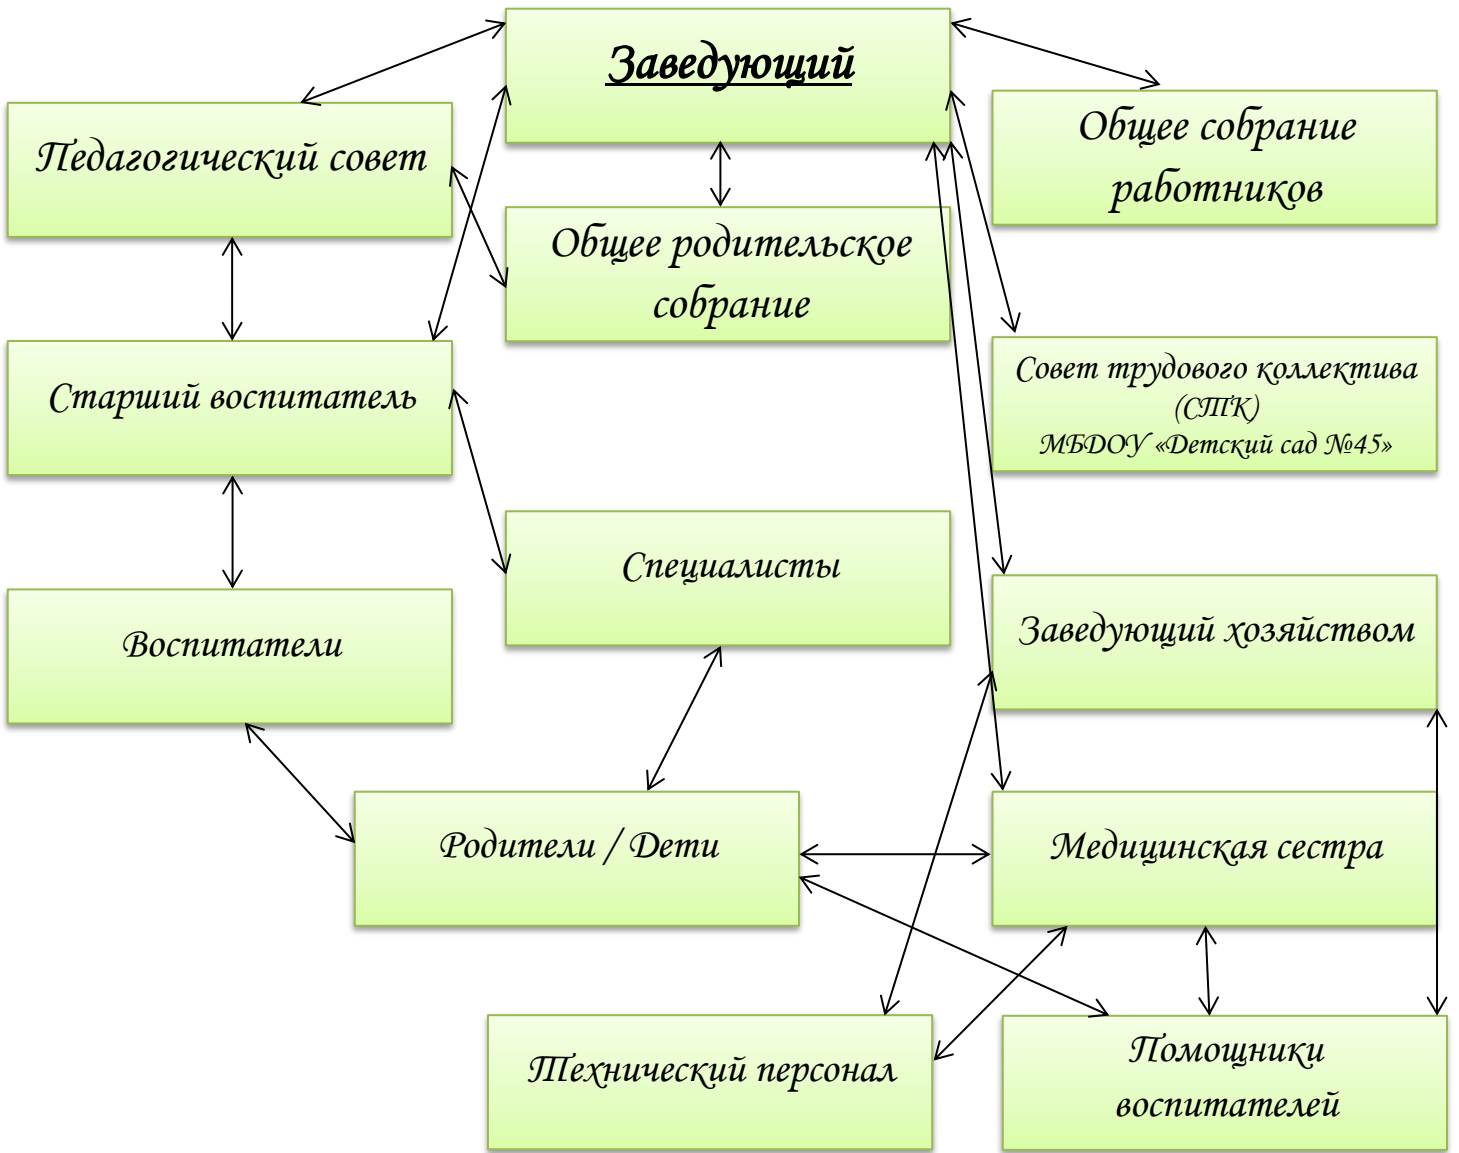 Заведующий
Педагогический совет
Общее собрание
работников
Общее родительское
собрание
Старший воспитатель
Совет трудового коллектива
(СТК)
МБДОУ «Детский сад №45»
Специалисты
Воспитатели
Заведующий хозяйством
Родители / Дети
Медицинская сестра
Технический персонал
Помощники
воспитателей